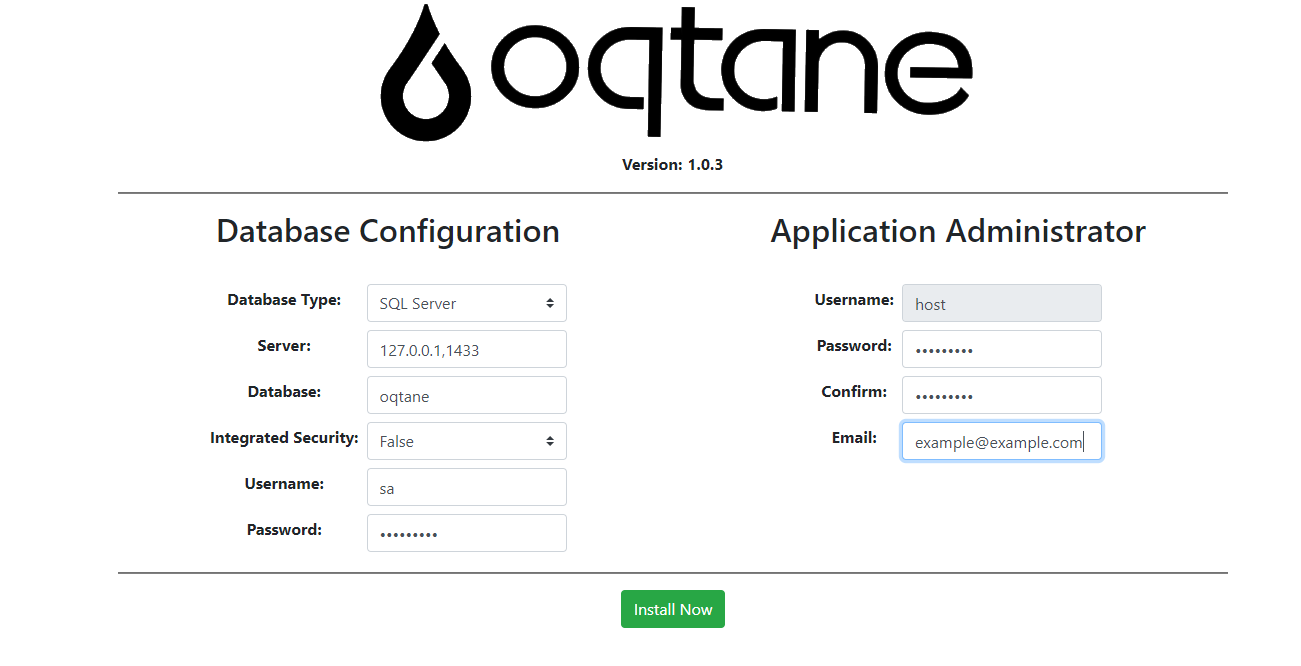 oqtane
Version: 1.0.3
Database Configuration
Database Type: SQL Server
Server: 127.0.0.1,1433
Database: oqtane
Integrated Security: False
Username: sa
Password: •••••••••
Application Administrator
Username: host
Password: •••••••••
Confirm: •••••••••
Email: example@example.com
Install Now